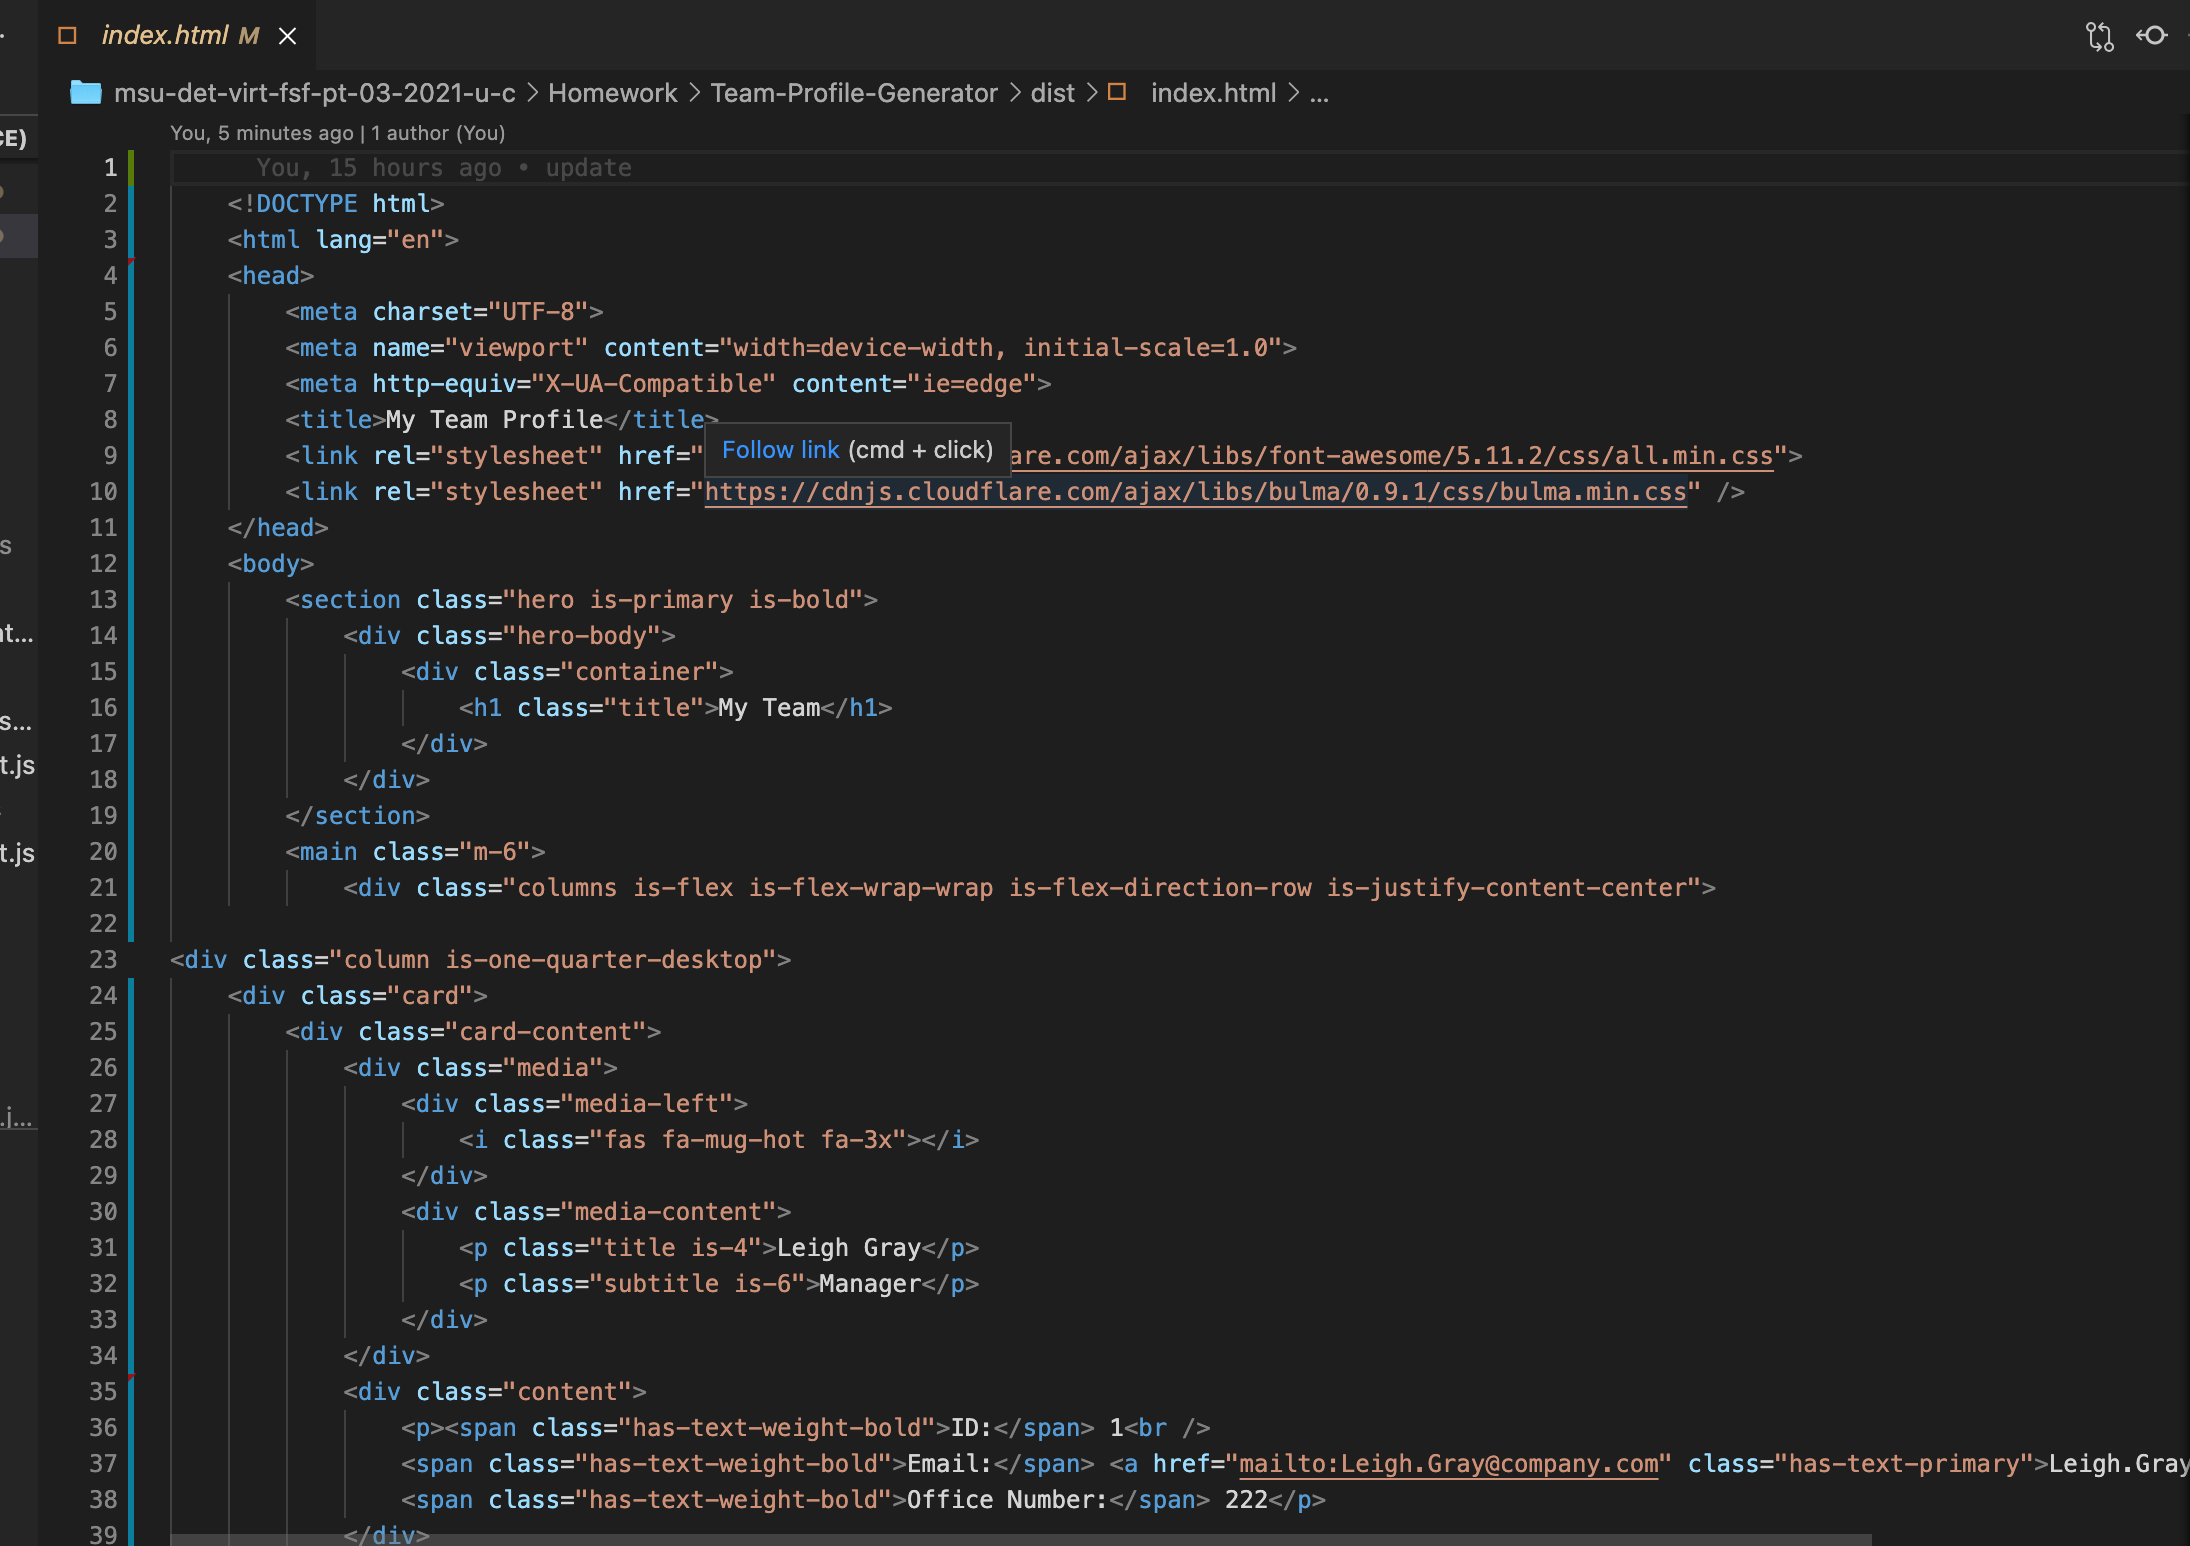 index.html M
msu-det-virt-fsf-pt-03-2021-u-c > Homework > Team-Profile-Generator > dist > index.html > ...
You, 5 minutes ago | 1 author (You)
CE)
1 You, 15 hours ago • update
2 <!DOCTYPE html>
3 <html lang="en">
4 <head>
5 <meta charset="UTF-8">
6 <meta name="viewport" content="width=device-width, initial-scale=1.0">
7 <meta http-equiv="X-UA-Compatible" content="ie=edge">
8 <title>My Team Profile</title>
Follow link (cmd + click)
9 <link rel="stylesheet" href=" are.com/ajax/libs/font-awesome/5.11.2/css/all.min.css">
10 <link rel="stylesheet" href="https://cdnjs.cloudflare.com/ajax/libs/bulma/0.9.1/css/bulma.min.css" />
11 </head>
s
12 <body>
13 <section class="hero is-primary is-bold">
14 <div class="hero-body">
nt...
15 <div class="container">
16 <h1 class="title">My Team</h1>
s...
17 </div>
t.js
18 </div>
19 </section>
20 <main class="m-6">
t.js
21 <div class="columns is-flex is-flex-wrap-wrap is-flex-direction-row is-justify-content-center">
22
23 <div class="column is-one-quarter-desktop">
24 <div class="card">
25 <div class="card-content">
26 <div class="media">
27 <div class="media-left">
.j...
28 <i class="fas fa-mug-hot fa-3x"></i>
29 </div>
30 <div class="media-content">
31 <p class="title is-4">Leigh Gray</p>
32 <p class="subtitle is-6">Manager</p>
33 </div>
34 </div>
35 <div class="content">
36 <p><span class="has-text-weight-bold">ID:</span> 1<br />
37 <span class="has-text-weight-bold">Email:</span> <a href="mailto:Leigh.Gray@company.com" class="has-text-primary">Leigh.Gray
38 <span class="has-text-weight-bold">Office Number:</span> 222</p>
39 </div>